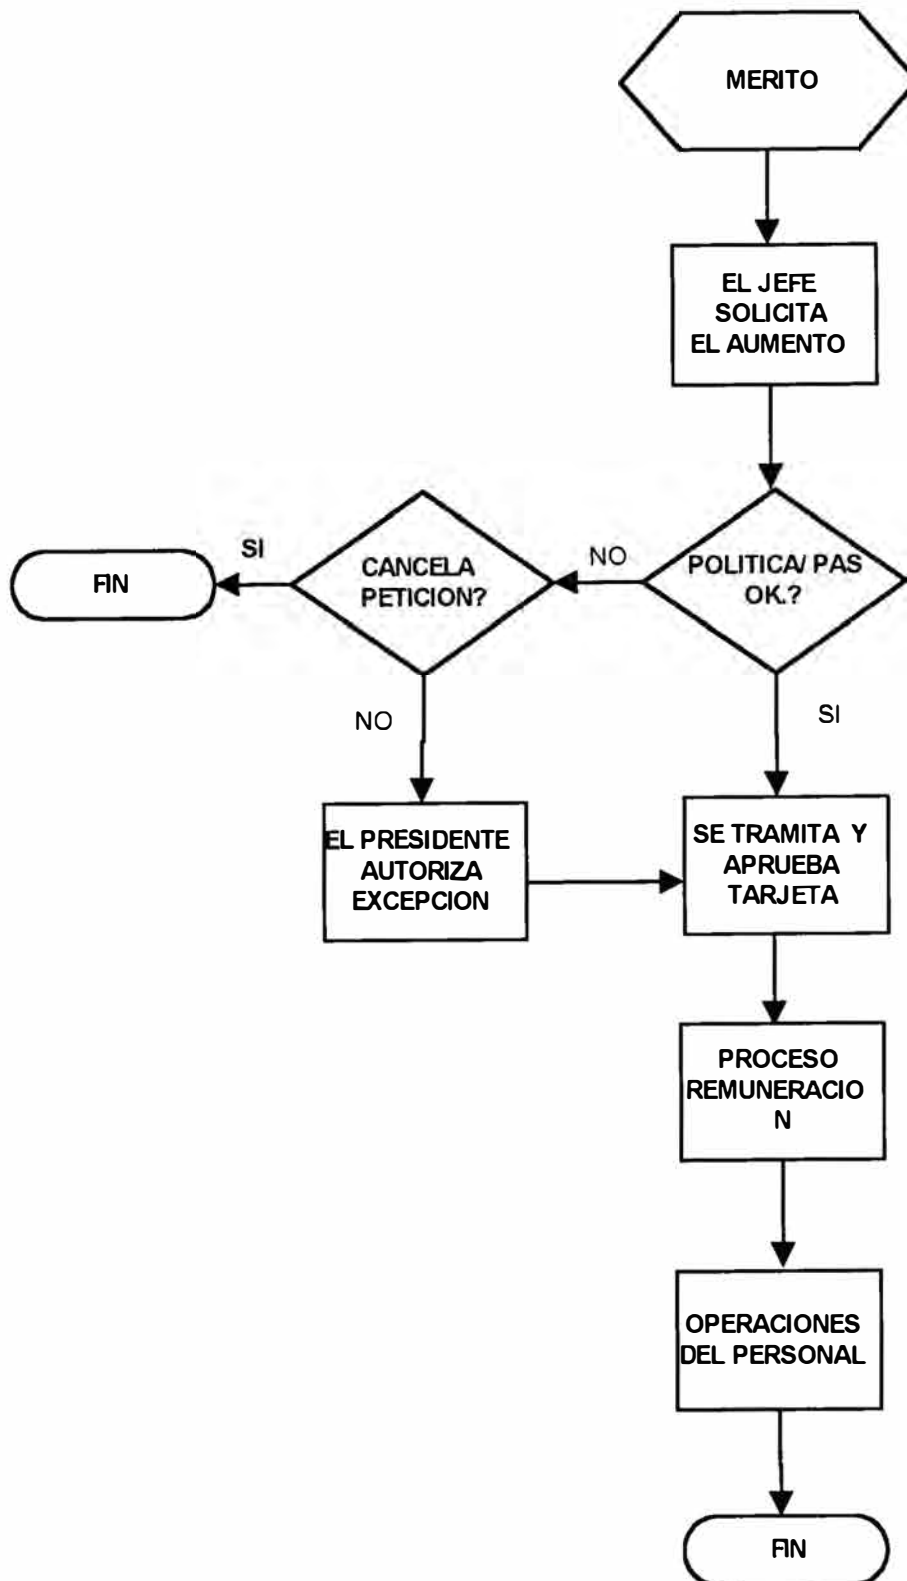 MERITO
EL JEFE
SOLICITA
EL AUMENTO
POLITICA/ PAS
OK.?
NO
CANCELA
PETICION?
SI
FIN
NO
SI
EL PRESIDENTE
AUTORIZA
EXCEPCION
SE TRAMITA Y
APRUEBA
TARJETA
PROCESO
REMUNERACIO
N
OPERACIONES
DEL PERSONAL
FIN